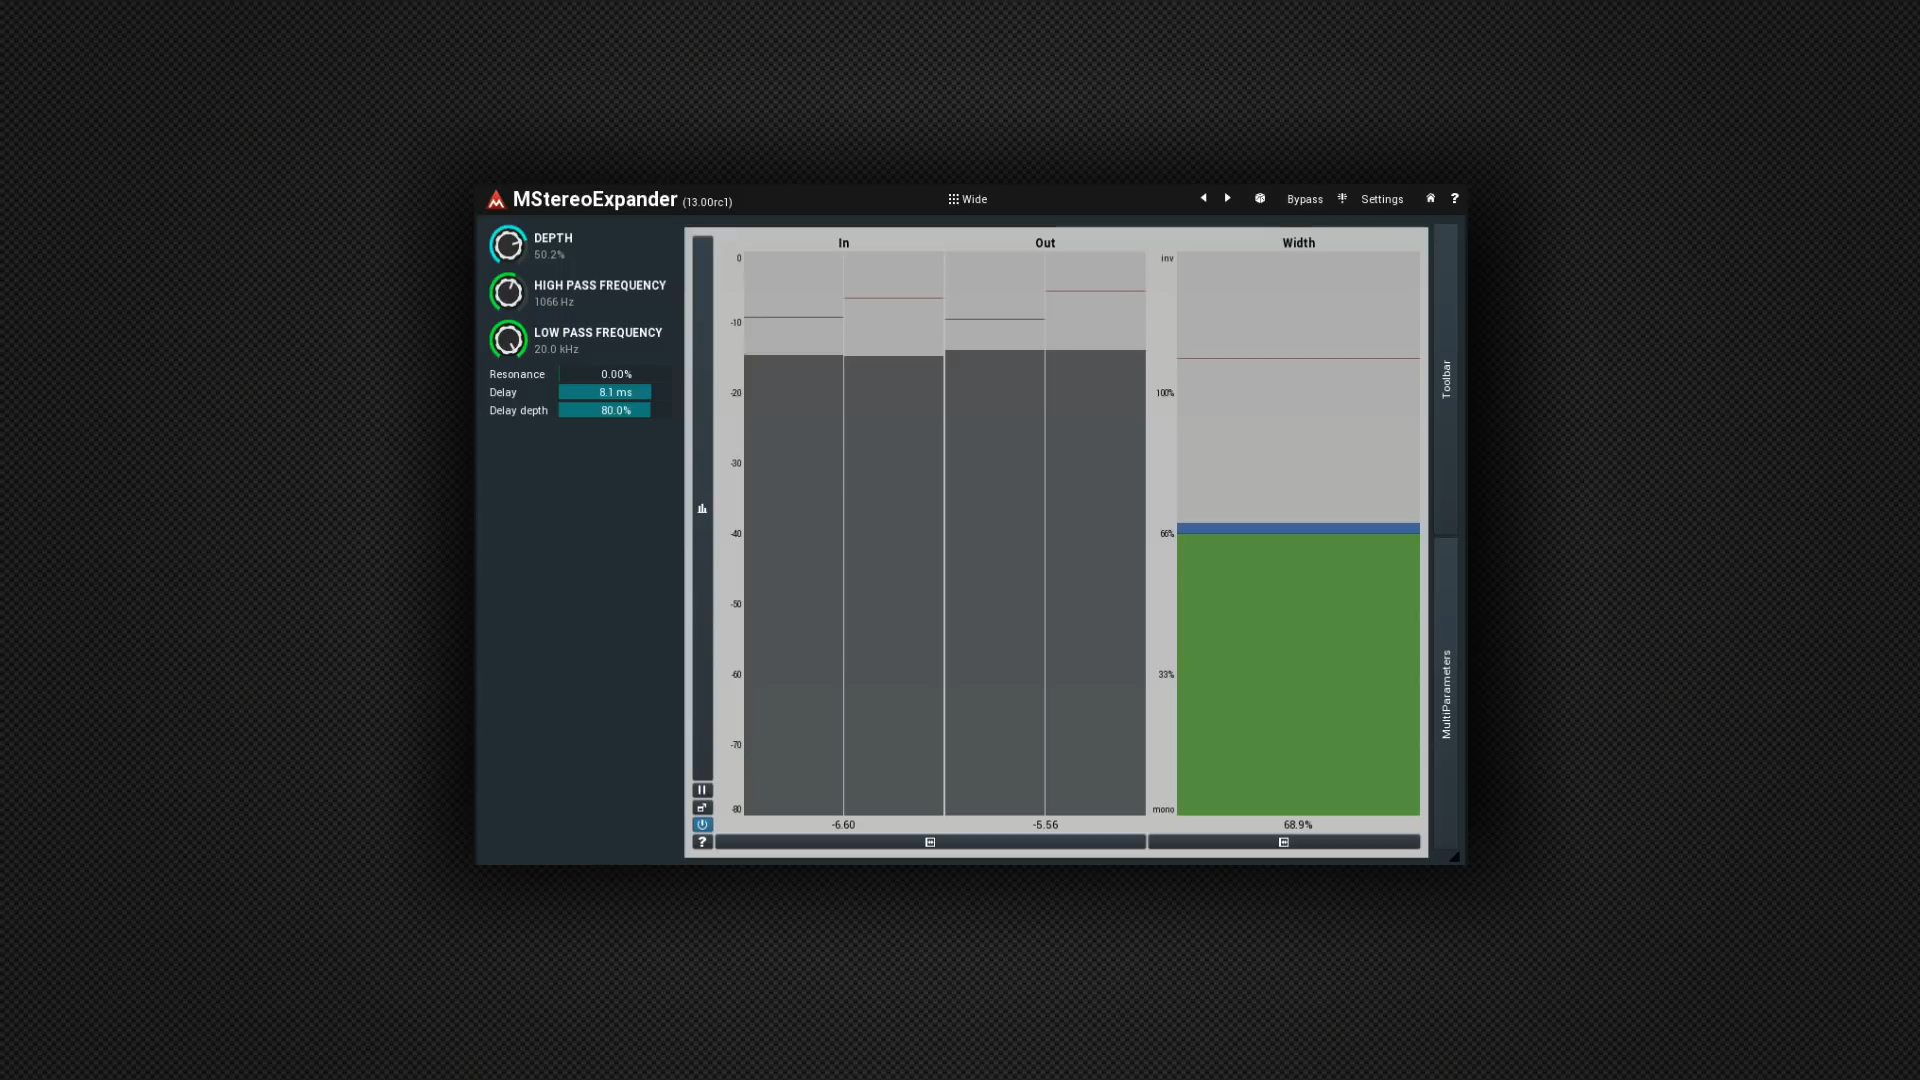 MStereoExpander (13.00rc1)
Wide
Bypass
Settings
?
DEPTH
50.2%
HIGH PASS FREQUENCY
1066 Hz
LOW PASS FREQUENCY
20.0 kHz
Resonance 0.00%
Delay 8.1 ms
Delay depth 80.0%
In Out Width
0
-10
-20
-30
-40
-50
-60
-70
-80
inv
100%
66%
33%
mono
-6.60 -5.56 68.9%
?
Toolbar
MultiParameters